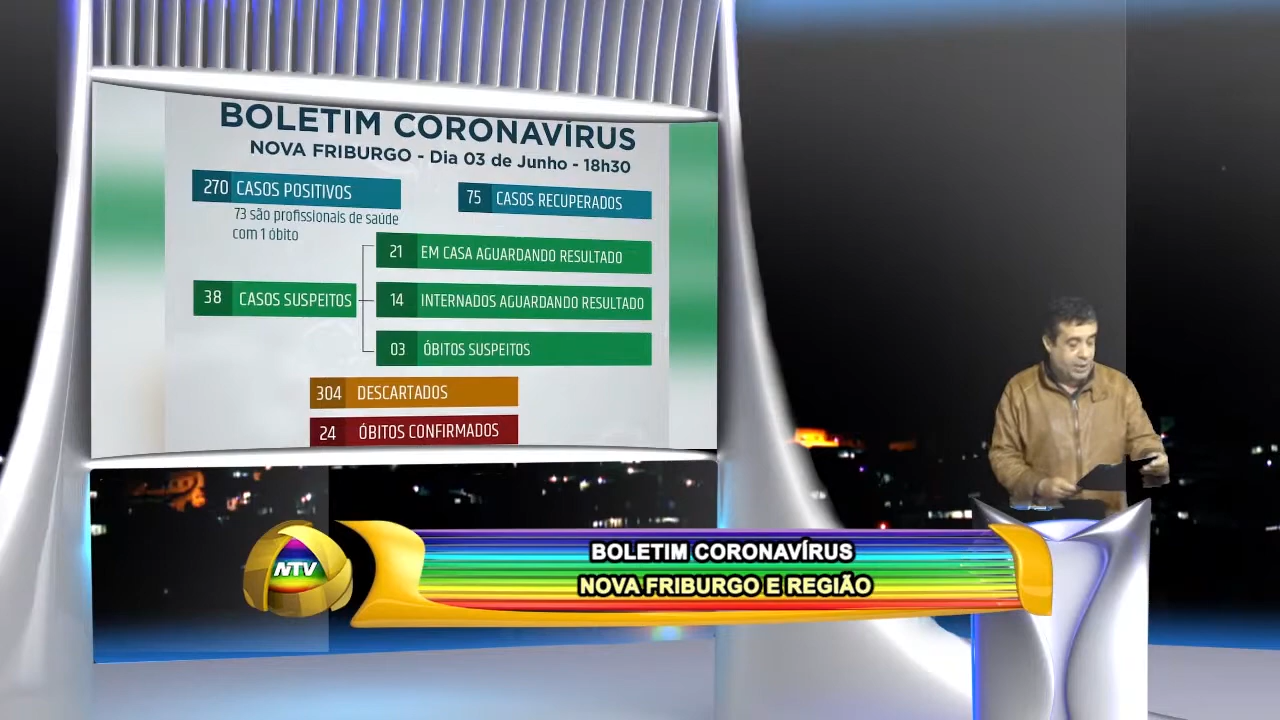 BOLETIM CORONAVÍRUS
NOVA FRIBURGO - Dia 03 de Junho - 18h30
270 CASOS POSITIVOS
73 são profissionais de saúde
com 1 óbito
75 CASOS RECUPERADOS
38 CASOS SUSPEITOS
21 EM CASA AGUARDANDO RESULTADO
14 INTERNADOS AGUARDANDO RESULTADO
03 ÓBITOS SUSPEITOS
304 DESCARTADOS
24 ÓBITOS CONFIRMADOS
NTV
BOLETIM CORONAVÍRUS
NOVA FRIBURGO E REGIÃO